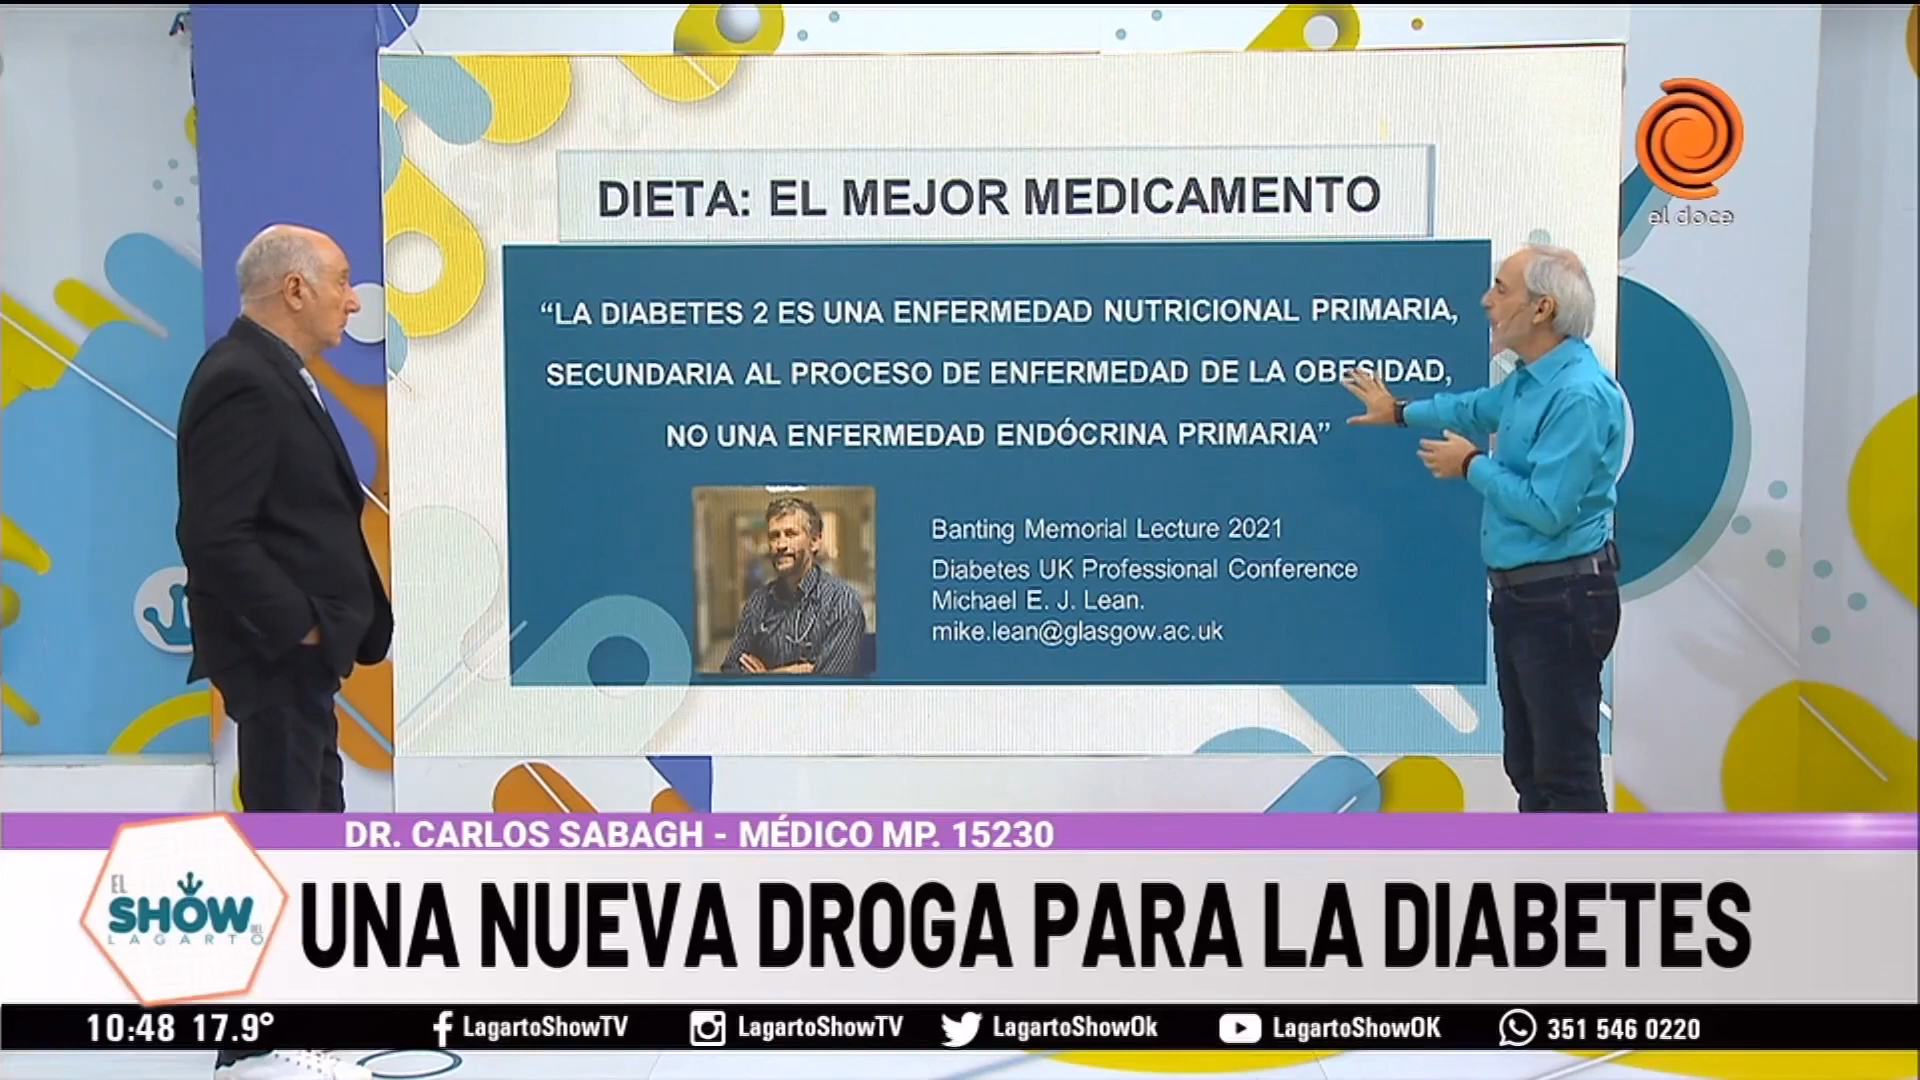 el doce
DIETA: EL MEJOR MEDICAMENTO
“LA DIABETES 2 ES UNA ENFERMEDAD NUTRICIONAL PRIMARIA,
SECUNDARIA AL PROCESO DE ENFERMEDAD DE LA OBESIDAD,
NO UNA ENFERMEDAD ENDÓCRINA PRIMARIA”
Banting Memorial Lecture 2021
Diabetes UK Professional Conference
Michael E. J. Lean.
mike.lean@glasgow.ac.uk
DR. CARLOS SABAGH - MÉDICO MP. 15230
EL
SHOW
DEL
LAGARTO
UNA NUEVA DROGA PARA LA DIABETES
10:48 17.9° LagartoShowTV LagartoShowTV LagartoShowOk LagartoShowOK 351 546 0220